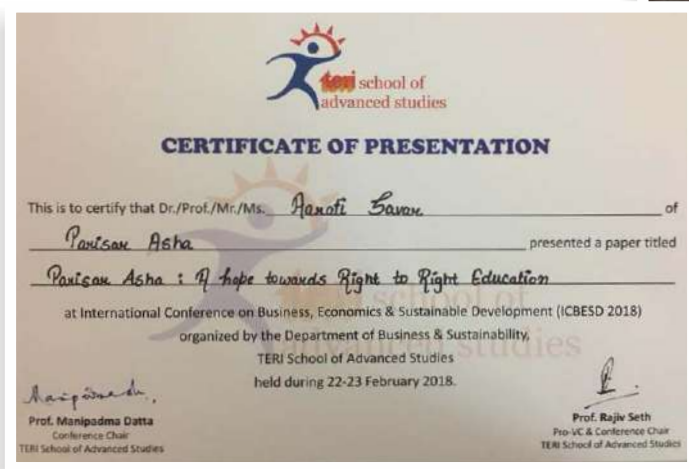 teri school of
advanced studies
CERTIFICATE OF PRESENTATION
This is to certify that Dr./Prof./Mr./Ms. Aarati Savar of
Parisar Asha presented a paper titled
Parisar Asha : A hope towards Right to Right Education
at International Conference on Business, Economics & Sustainable Development (ICBESD 2018)
organized by the Department of Business & Sustainability,
TERI School of Advanced Studies
held during 22-23 February 2018.
Prof. Manipadma Datta
Conference Chair
TERI School of Advanced Studies
Prof. Rajiv Seth
Pro-VC & Conference Chair
TERI School of Advanced Studies